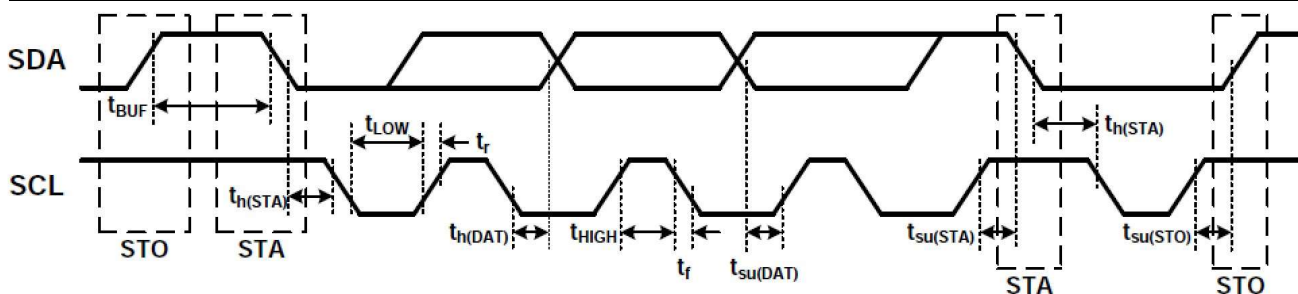 SDA
tBUF
tLOW
tr
th(STA)
SCL
th(STA)
th(DAT)
tHIGH
tf
tsu(DAT)
tsu(STA)
tsu(STO)
STO
STA
STA
STO